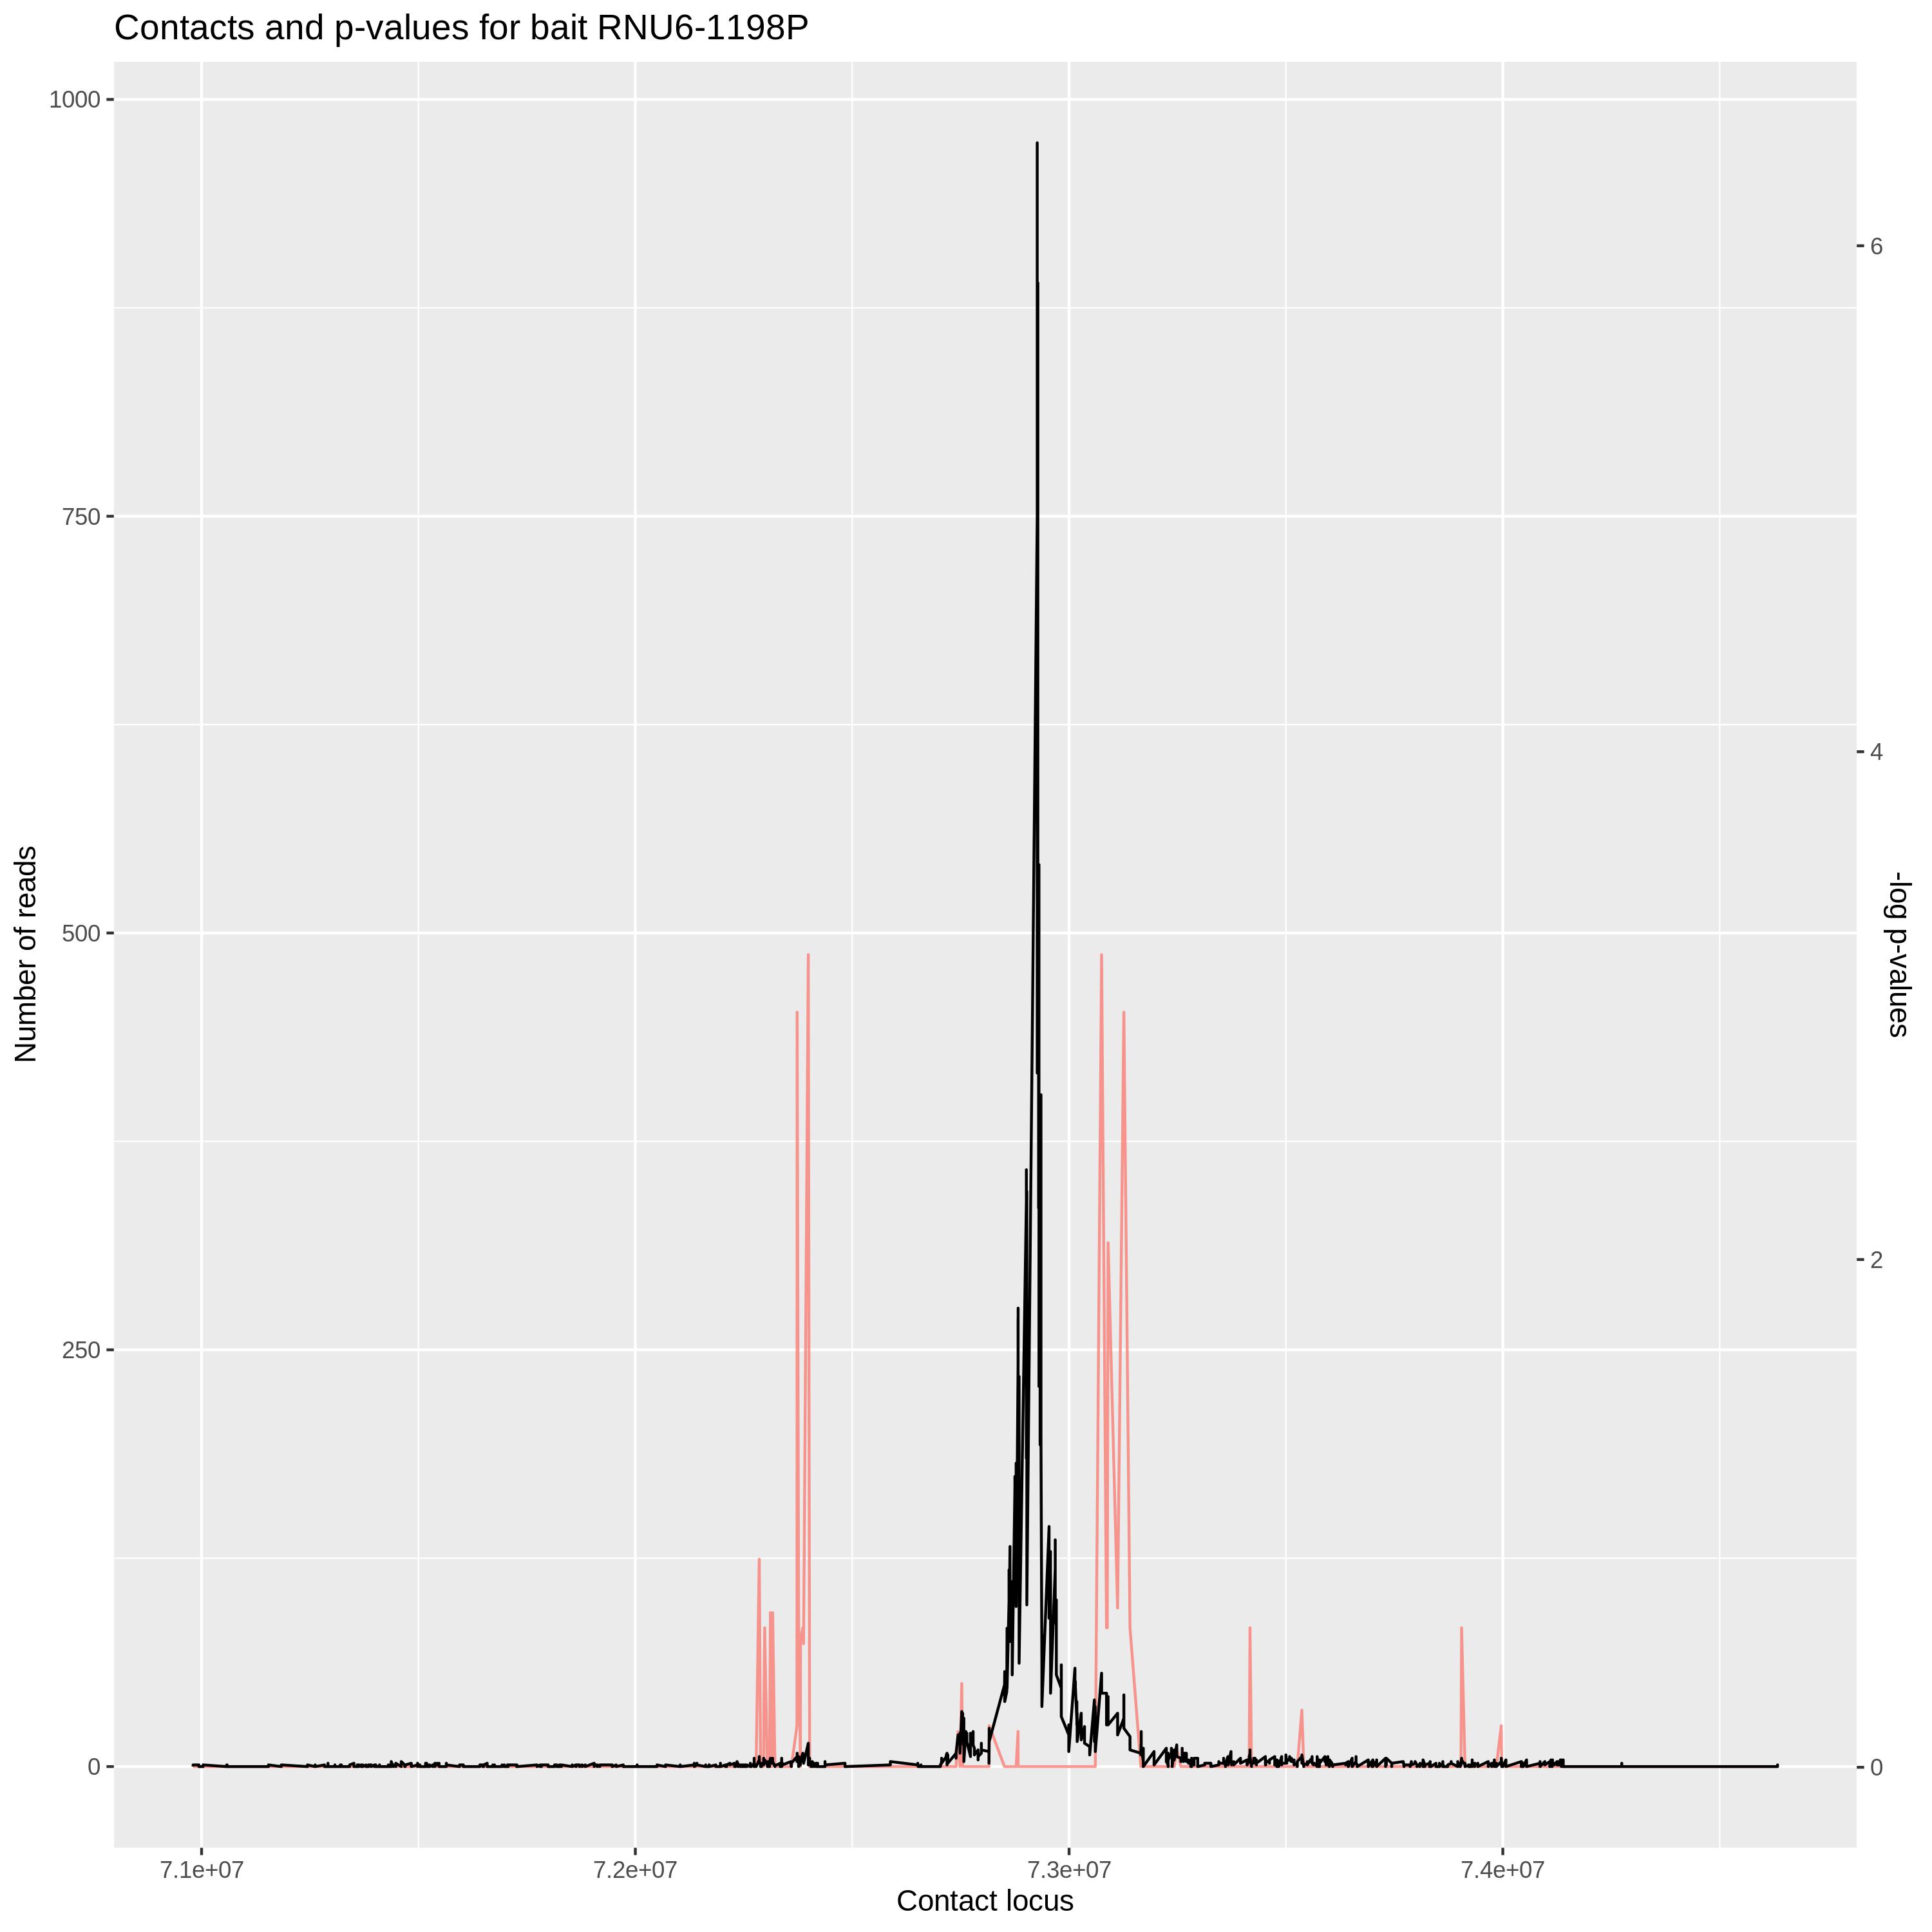 Contacts and p-values for bait RNU6-1198P
1000
750
500
250
0
Number of reads
6
4
2
0
-log p-values
7.1e+07
7.2e+07
7.3e+07
7.4e+07
Contact locus